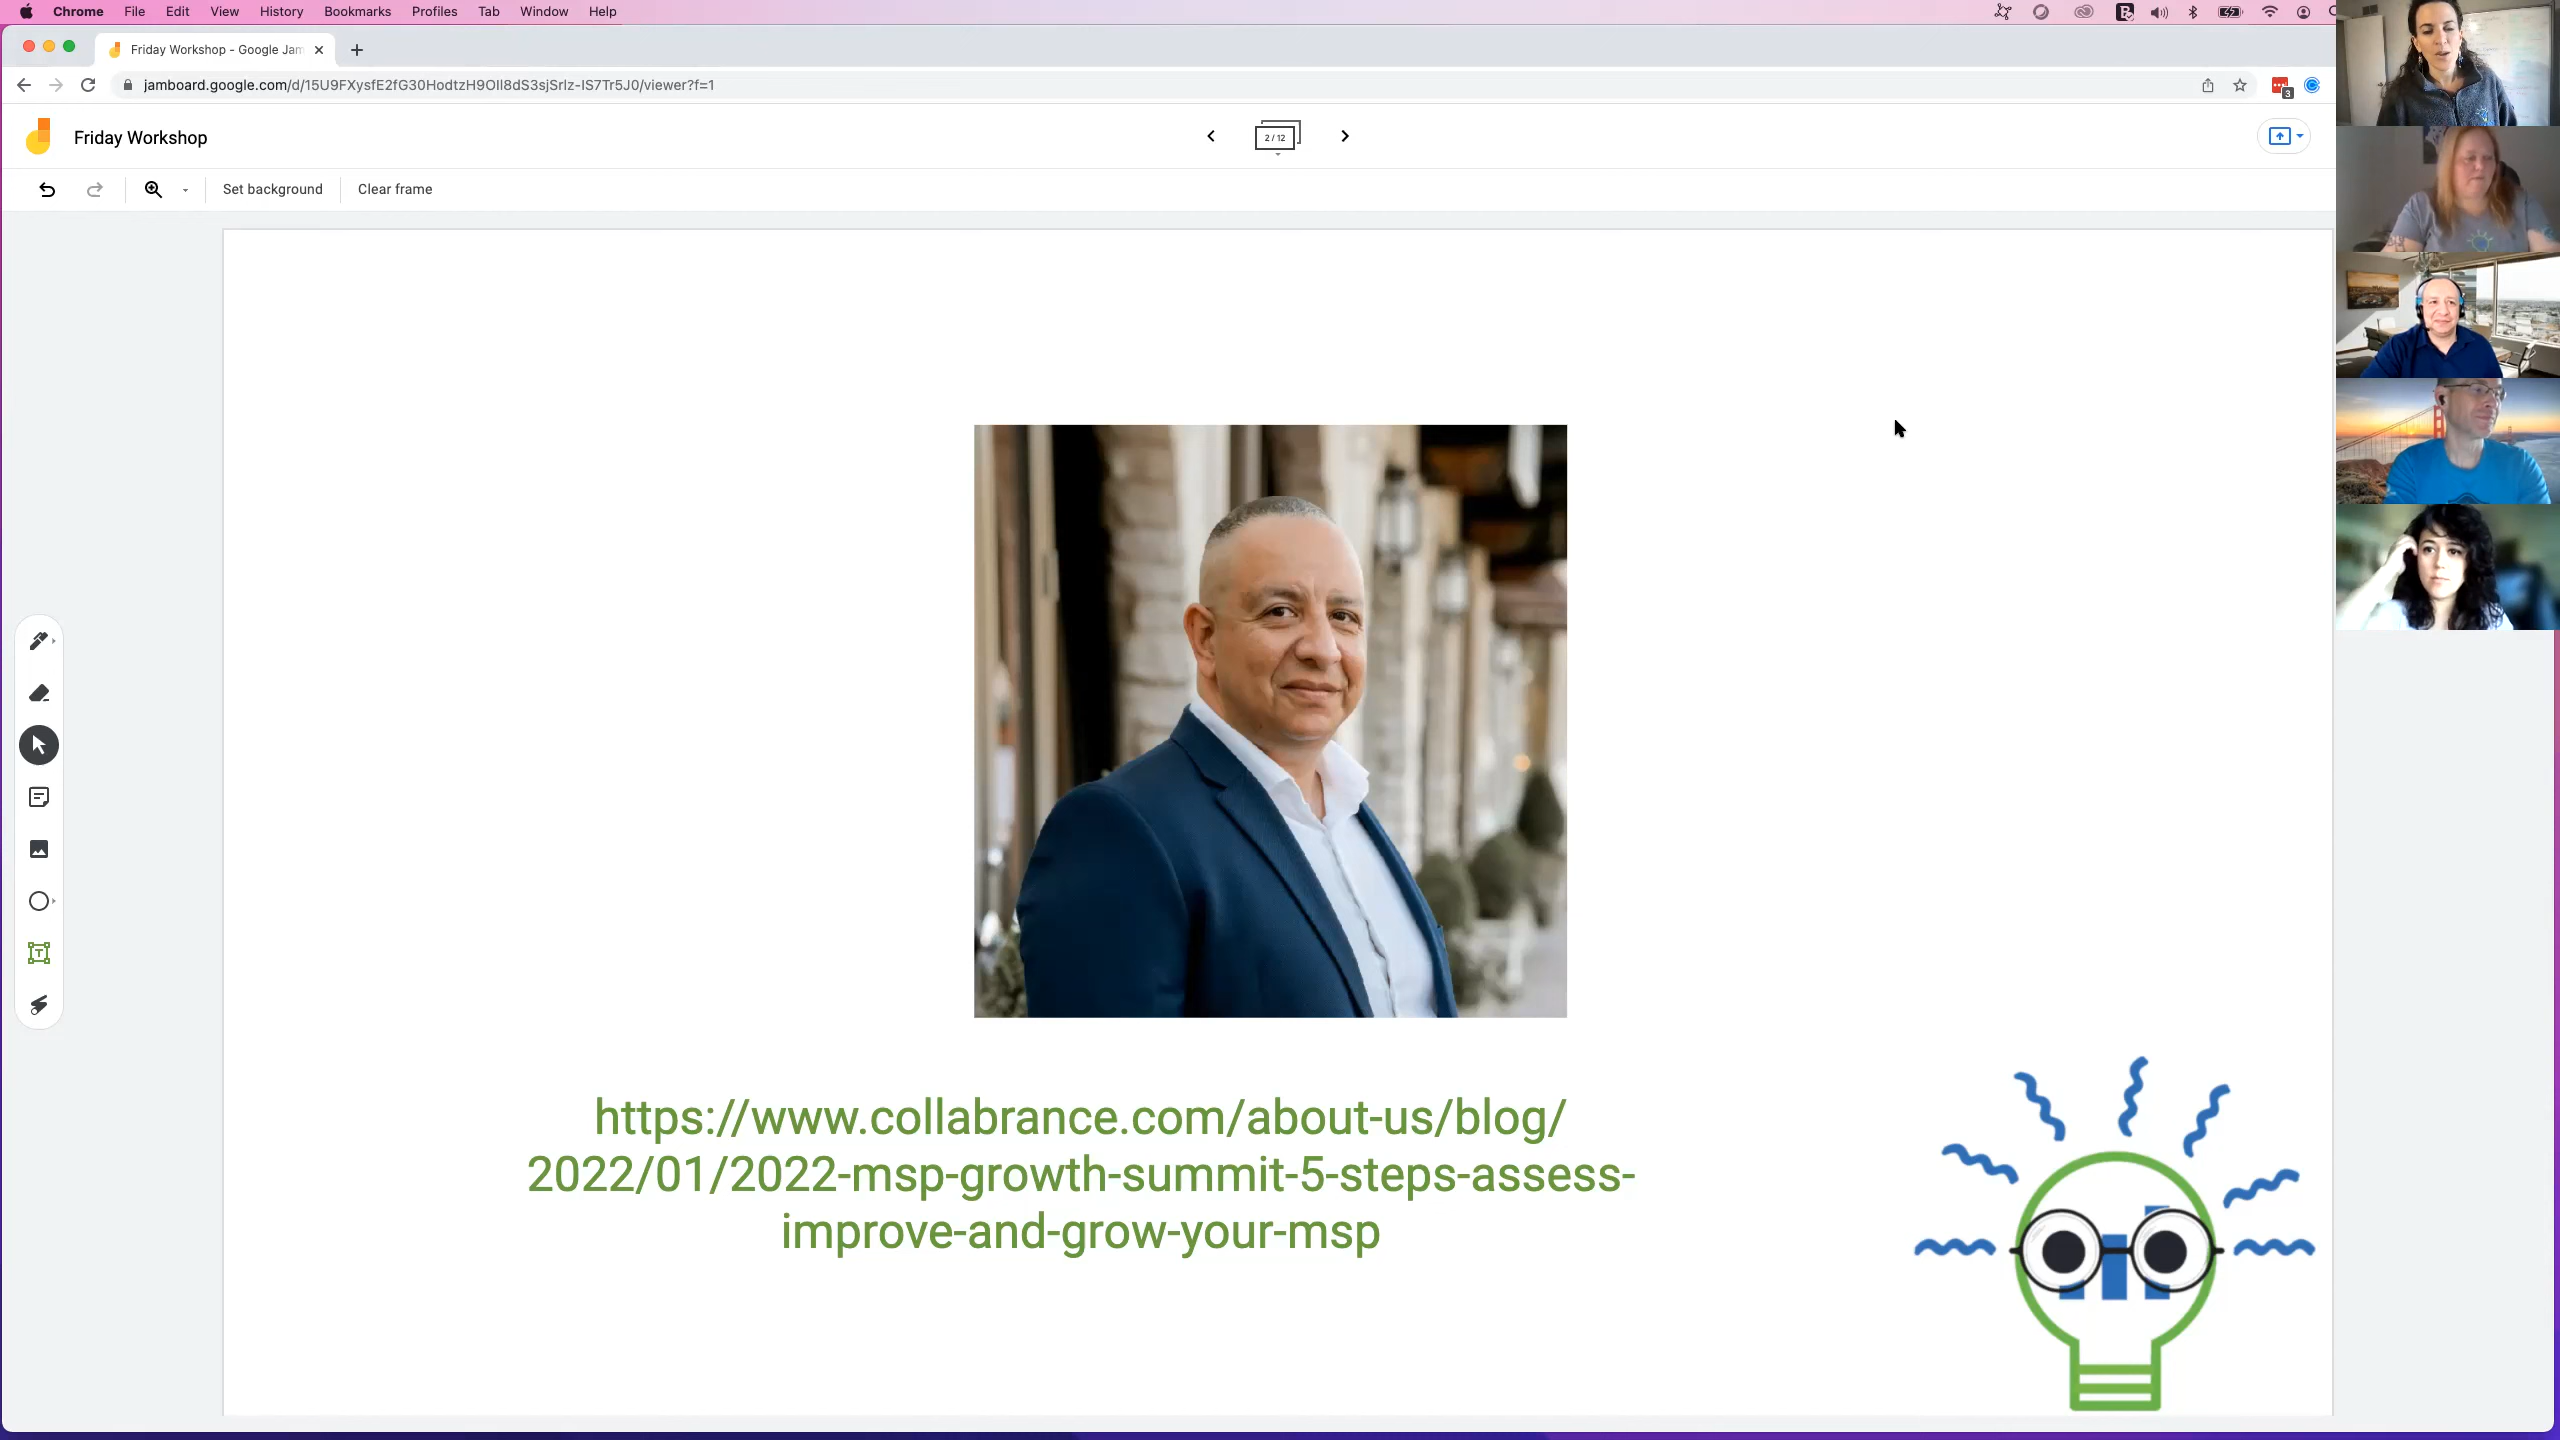 Chrome File Edit View History Bookmarks Profiles Tab Window Help
Friday Workshop - Google Jam
jamboard.google.com/d/15U9FXysfE2fG30HodtzH9OIl8dS3sjSrlz-IS7Tr5J0/viewer?f=1
3
Friday Workshop
2 / 12
Set background Clear frame
https://www.collabrance.com/about-us/blog/
2022/01/2022-msp-growth-summit-5-steps-assess-
improve-and-grow-your-msp